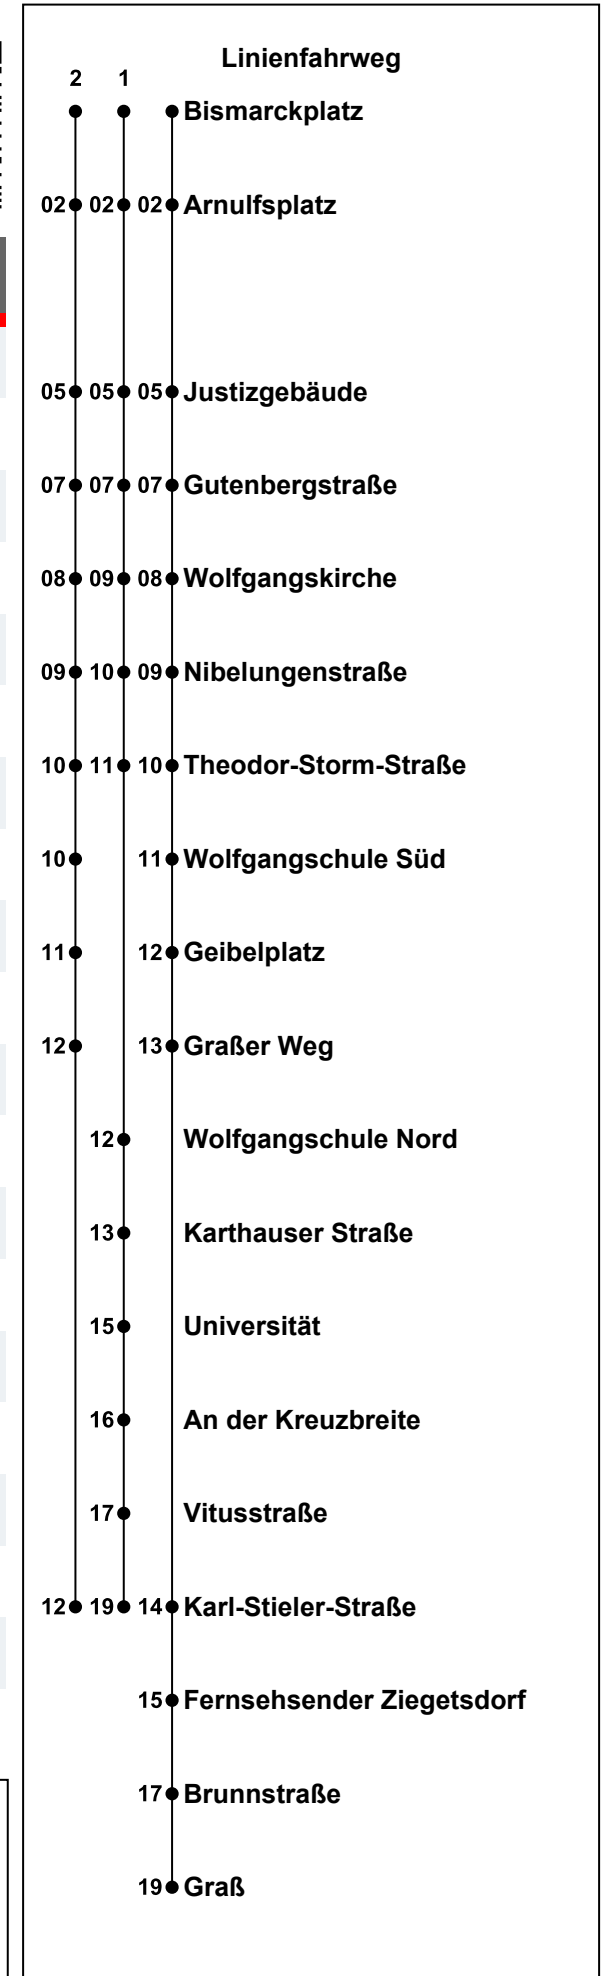 Linienfahrweg
2 1
Bismarckplatz
02 02 02 Arnulfsplatz
05 05 05 Justizgebäude
07 07 07 Gutenbergstraße
08 09 08 Wolfgangskirche
09 10 09 Nibelungenstraße
10 11 10 Theodor-Storm-Straße
10 11 Wolfgangschule Süd
11 12 Geibelplatz
12 13 Graßer Weg
12 Wolfgangschule Nord
13 Karthauser Straße
15 Universität
16 An der Kreuzbreite
17 Vitusstraße
12 19 14 Karl-Stieler-Straße
15 Fernsehsender Ziegetsdorf
17 Brunnstraße
19 Graß